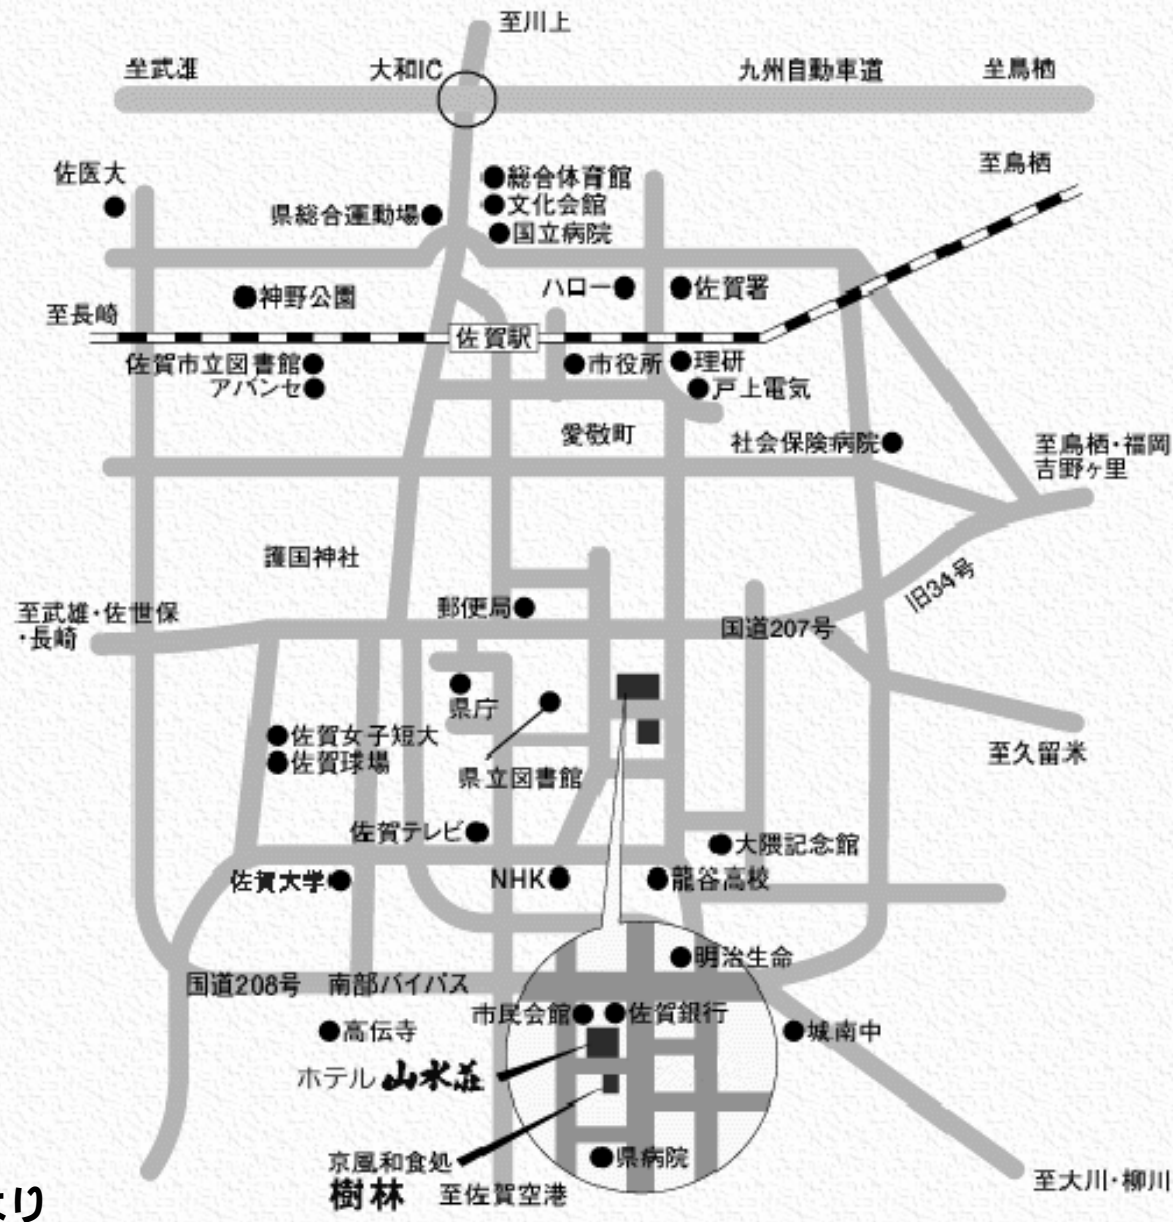 至川上
至武雄
大和IC
九州自動車道
至鳥栖
佐医大
総合体育館
至鳥栖
文化会館
県総合運動場
国立病院
ハロー
佐賀署
神野公園
至長崎
佐賀駅
佐賀市立図書館
市役所
理研
アバンセ
戸上電気
愛敬町
社会保険病院
至鳥栖・福岡
吉野ヶ里
護国神社
旧34号
郵便局
至武雄・佐世保
・長崎
国道207号
県庁
佐賀女子短大
佐賀球場
県立図書館
至久留米
佐賀テレビ
大隈記念館
佐賀大学
NHK
龍谷高校
明治生命
国道208号 南部バイパス
市民会館
佐賀銀行
高伝寺
城南中
ホテル 山水荘
県病院
京風和食処
樹林
至佐賀空港
至大川・柳川
より